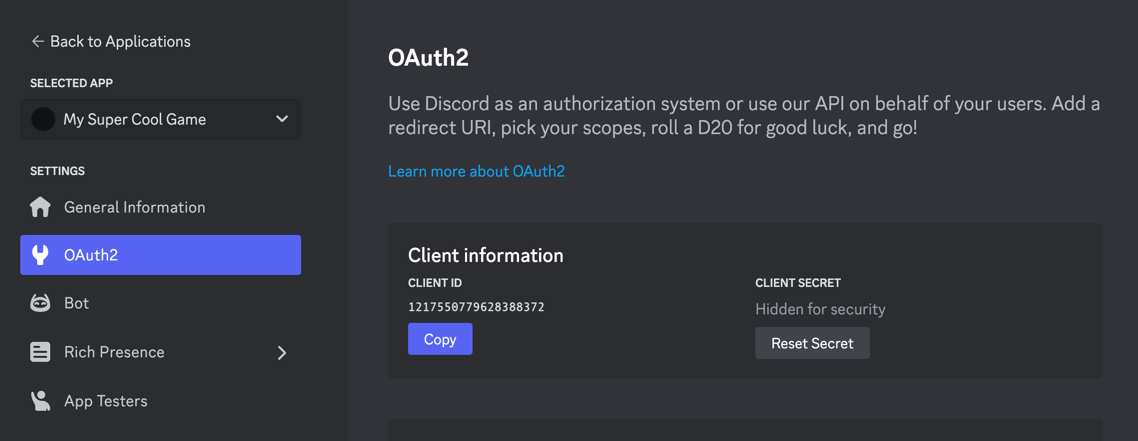 Back to Applications
SELECTED APP
My Super Cool Game
SETTINGS
General Information
OAuth2
Bot
Rich Presence
App Testers
OAuth2
Use Discord as an authorization system or use our API on behalf of your users. Add a
redirect URI, pick your scopes, roll a D20 for good luck, and go!
Learn more about OAuth2
Client information
CLIENT ID
1217550779628388372
Copy
CLIENT SECRET
Hidden for security
Reset Secret